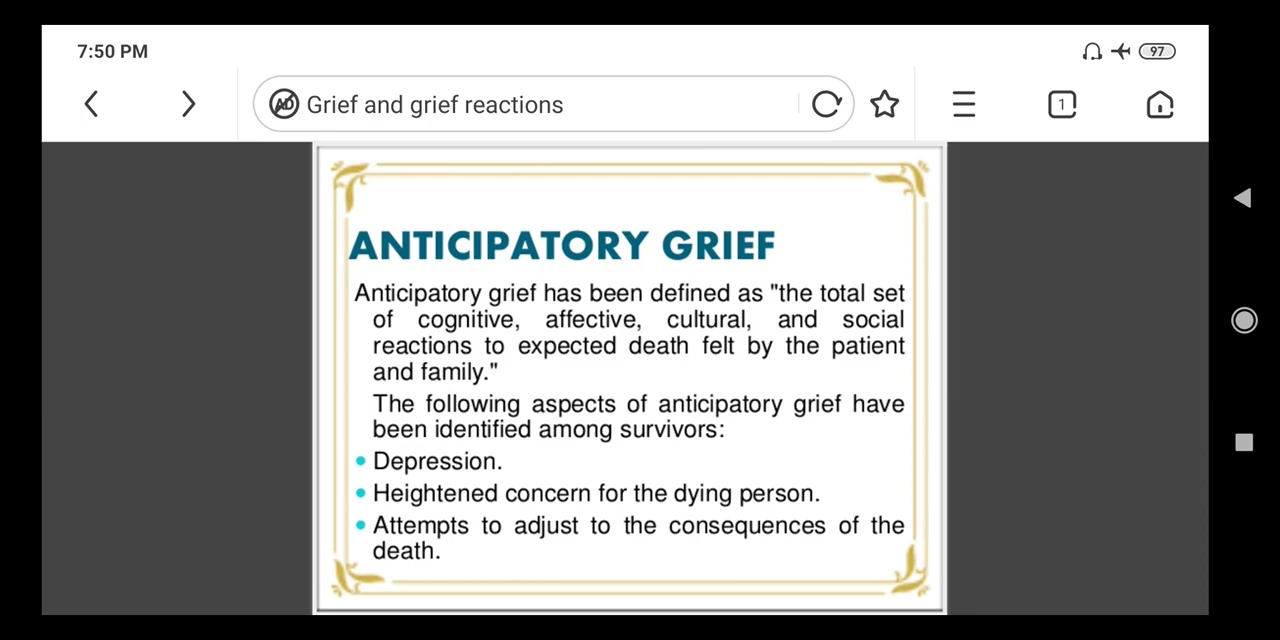 7:50 PM
97
AD
Grief and grief reactions
1
ANTICIPATORY GRIEF
Anticipatory grief has been defined as "the total set
of cognitive, affective, cultural, and social
reactions to expected death felt by the patient
and family."
The following aspects of anticipatory grief have
been identified among survivors:
• Depression.
• Heightened concern for the dying person.
• Attempts to adjust to the consequences of the
death.